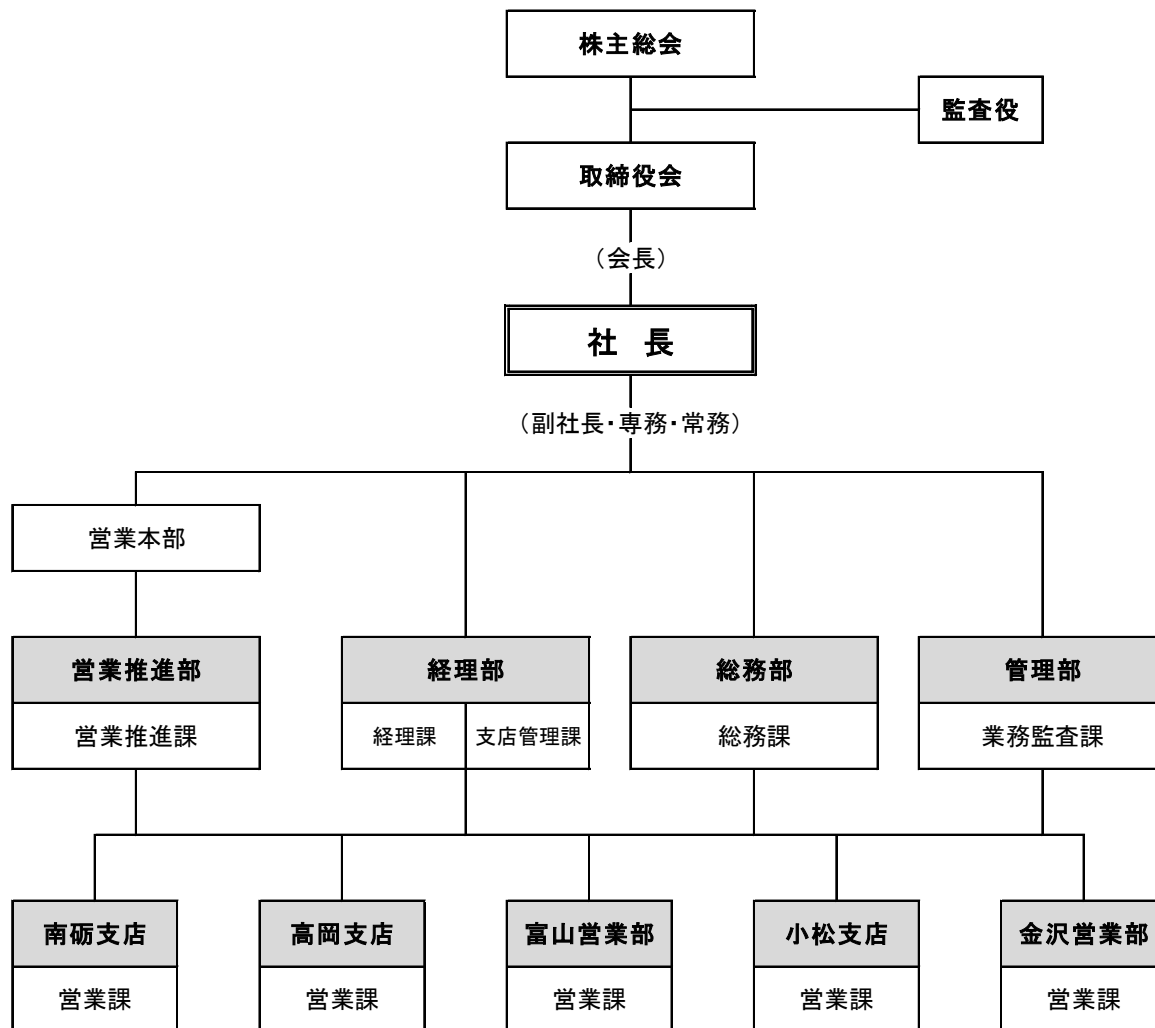 株主総会
監査役
取締役会
（会長）
社　長
（副社長・専務・常務）
営業本部
営業推進部
経理部
総務部
管理部
営業推進課
経理課
支店管理課
総務課
業務監査課
南砺支店
高岡支店
富山営業部
小松支店
金沢営業部
営業課
営業課
営業課
営業課
営業課